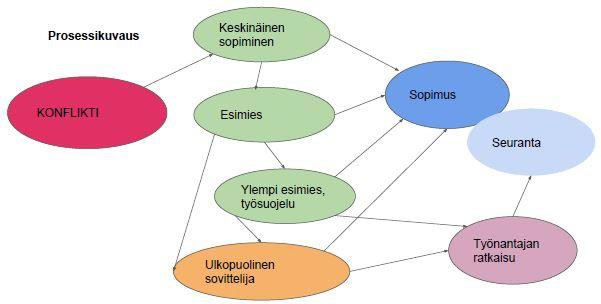 Prosessikuvaus
Keskinäinen
sopiminen
KONFLIKTI
Esimies
Sopimus
Seuranta
Ylempi esimies,
työsuojelu
Työnantajan
ratkaisu
Ulkopuolinen
sovittelija